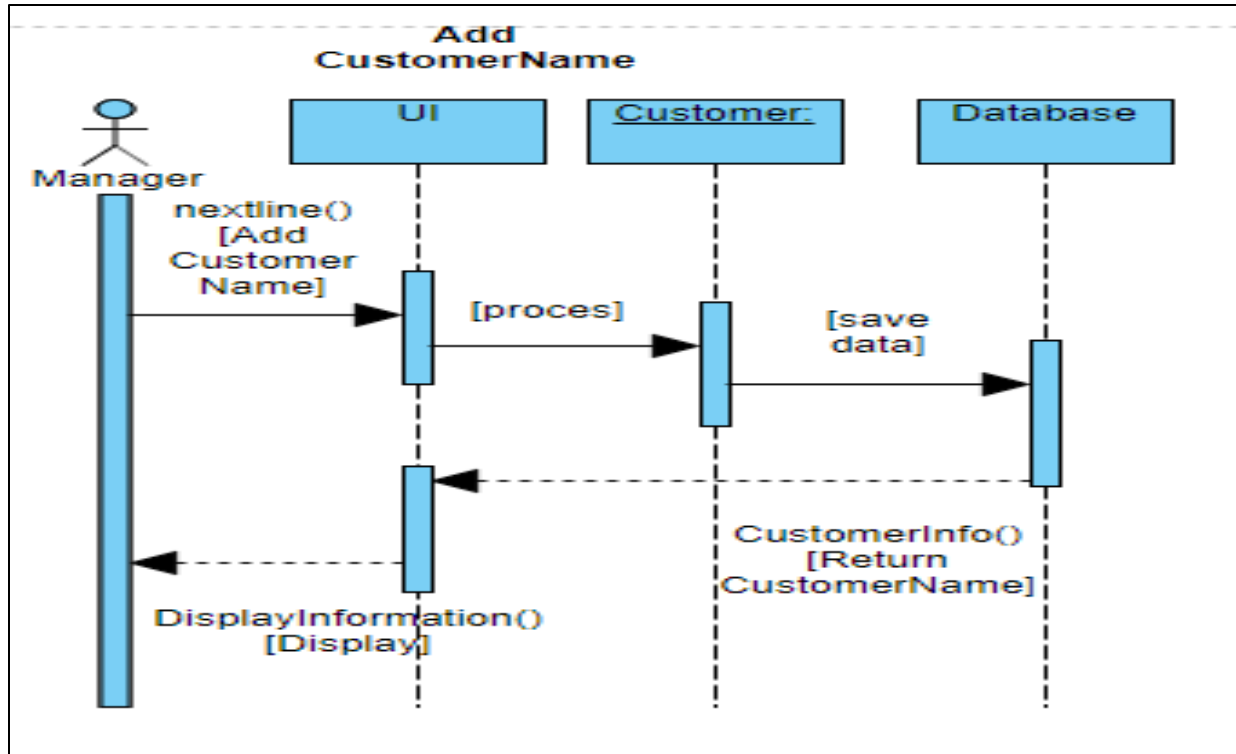 Add
CustomerName
UI
Customer:
Database
Manager
nextline()
[Add
Customer
Name]
[proces]
[save
data]
CustomerInfo()
[Return
CustomerName]
DisplayInformation()
[Display]